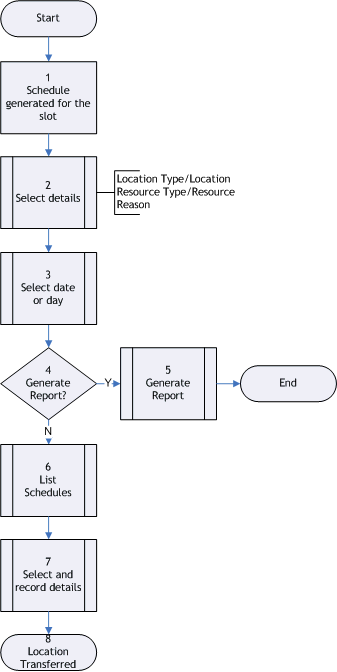 Start
1
Schedule
generated for the
slot
2
Select details
Location Type/Location
Resource Type/Resource
Reason
3
Select date
or day
4
Generate
Report?
Y
5
Generate
Report
End
N
6
List
Schedules
7
Select and
record details
8
Location
Transferred